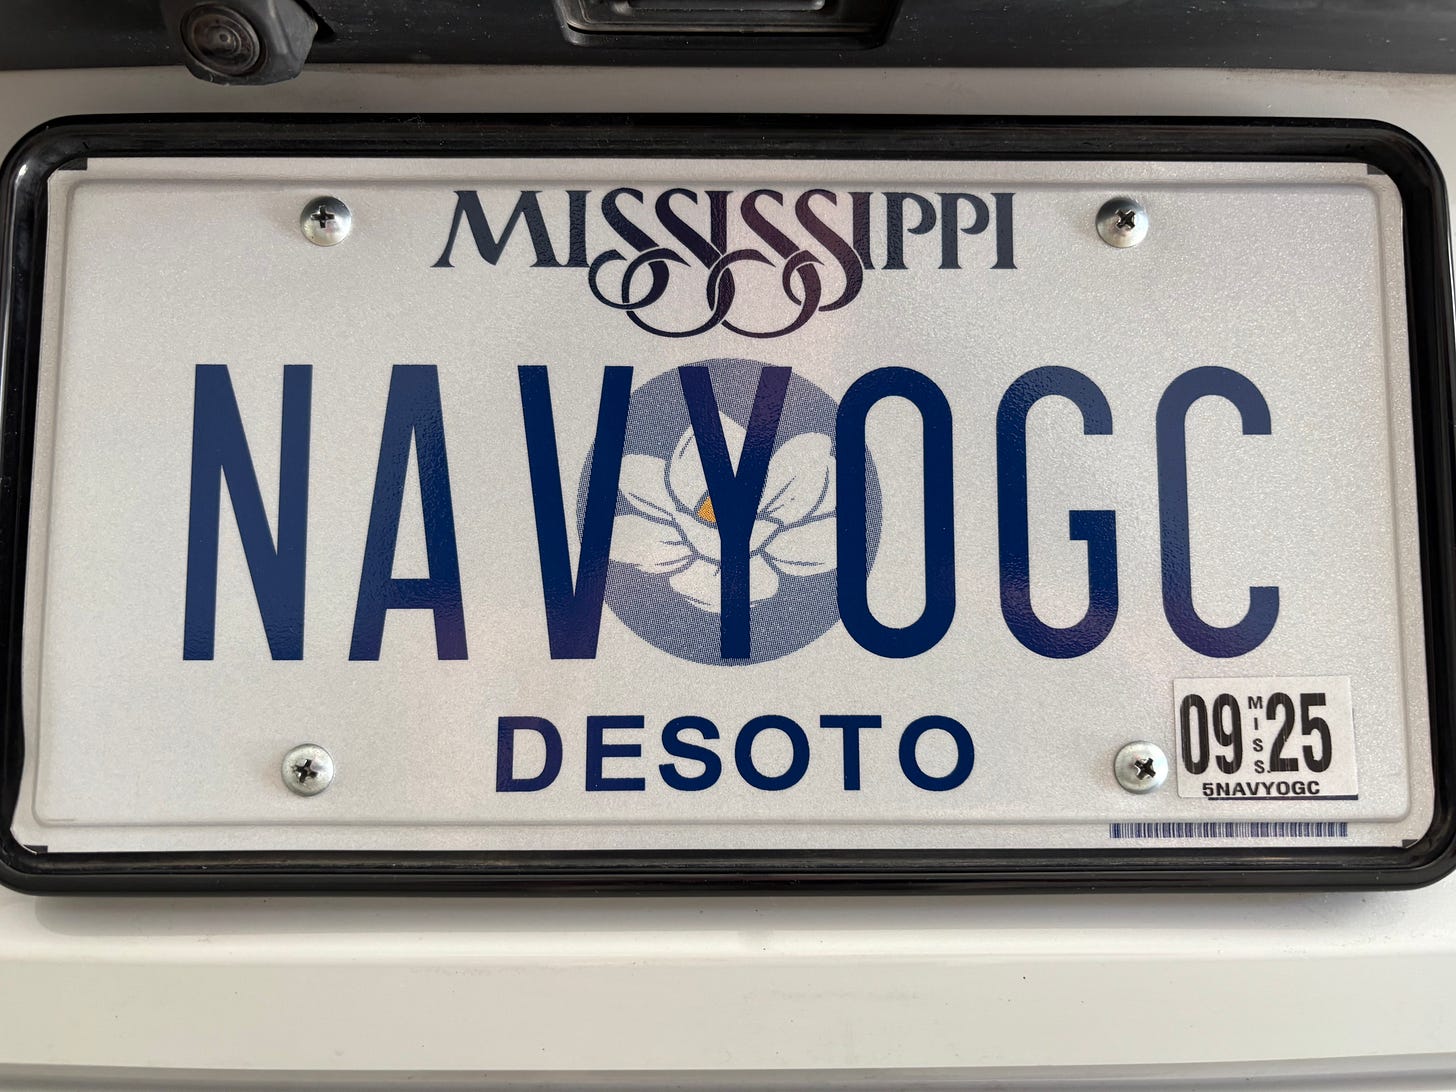 MISSISSIPPI
NAVYOGC
DESOTO
09 MISS. 25
5NAVYOGC